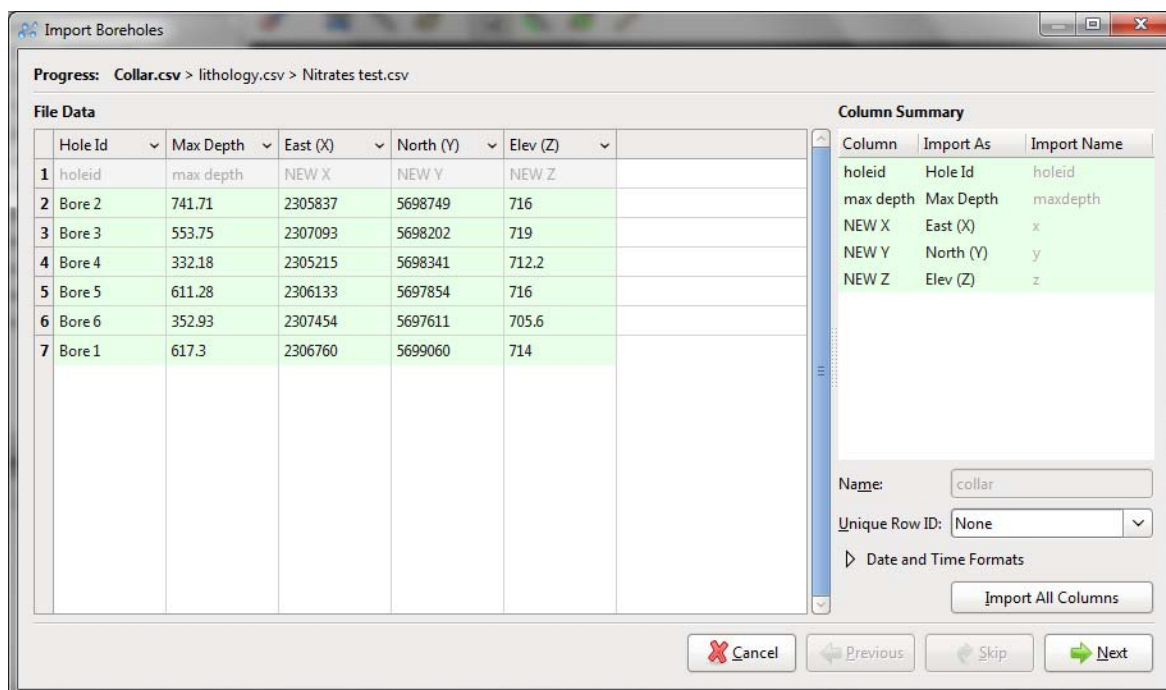 Import Boreholes
Progress: Collar.csv > lithology.csv > Nitrates test.csv
File Data
Hole Id Max Depth East (X) North (Y) Elev (Z)
1 holeid max depth NEW X NEW Y NEW Z
2 Bore 2 741.71 2305837 5698749 716
3 Bore 3 553.75 2307093 5698202 719
4 Bore 4 332.18 2305215 5698341 712.2
5 Bore 5 611.28 2306133 5697854 716
6 Bore 6 352.93 2307454 5697611 705.6
7 Bore 1 617.3 2306760 5699060 714
Column Summary
Column Import As Import Name
holeid Hole Id holeid
max depth Max Depth maxdepth
NEW X East (X) x
NEW Y North (Y) y
NEW Z Elev (Z) z
Name: collar
Unique Row ID: None
Date and Time Formats
Import All Columns
Cancel Previous Skip Next